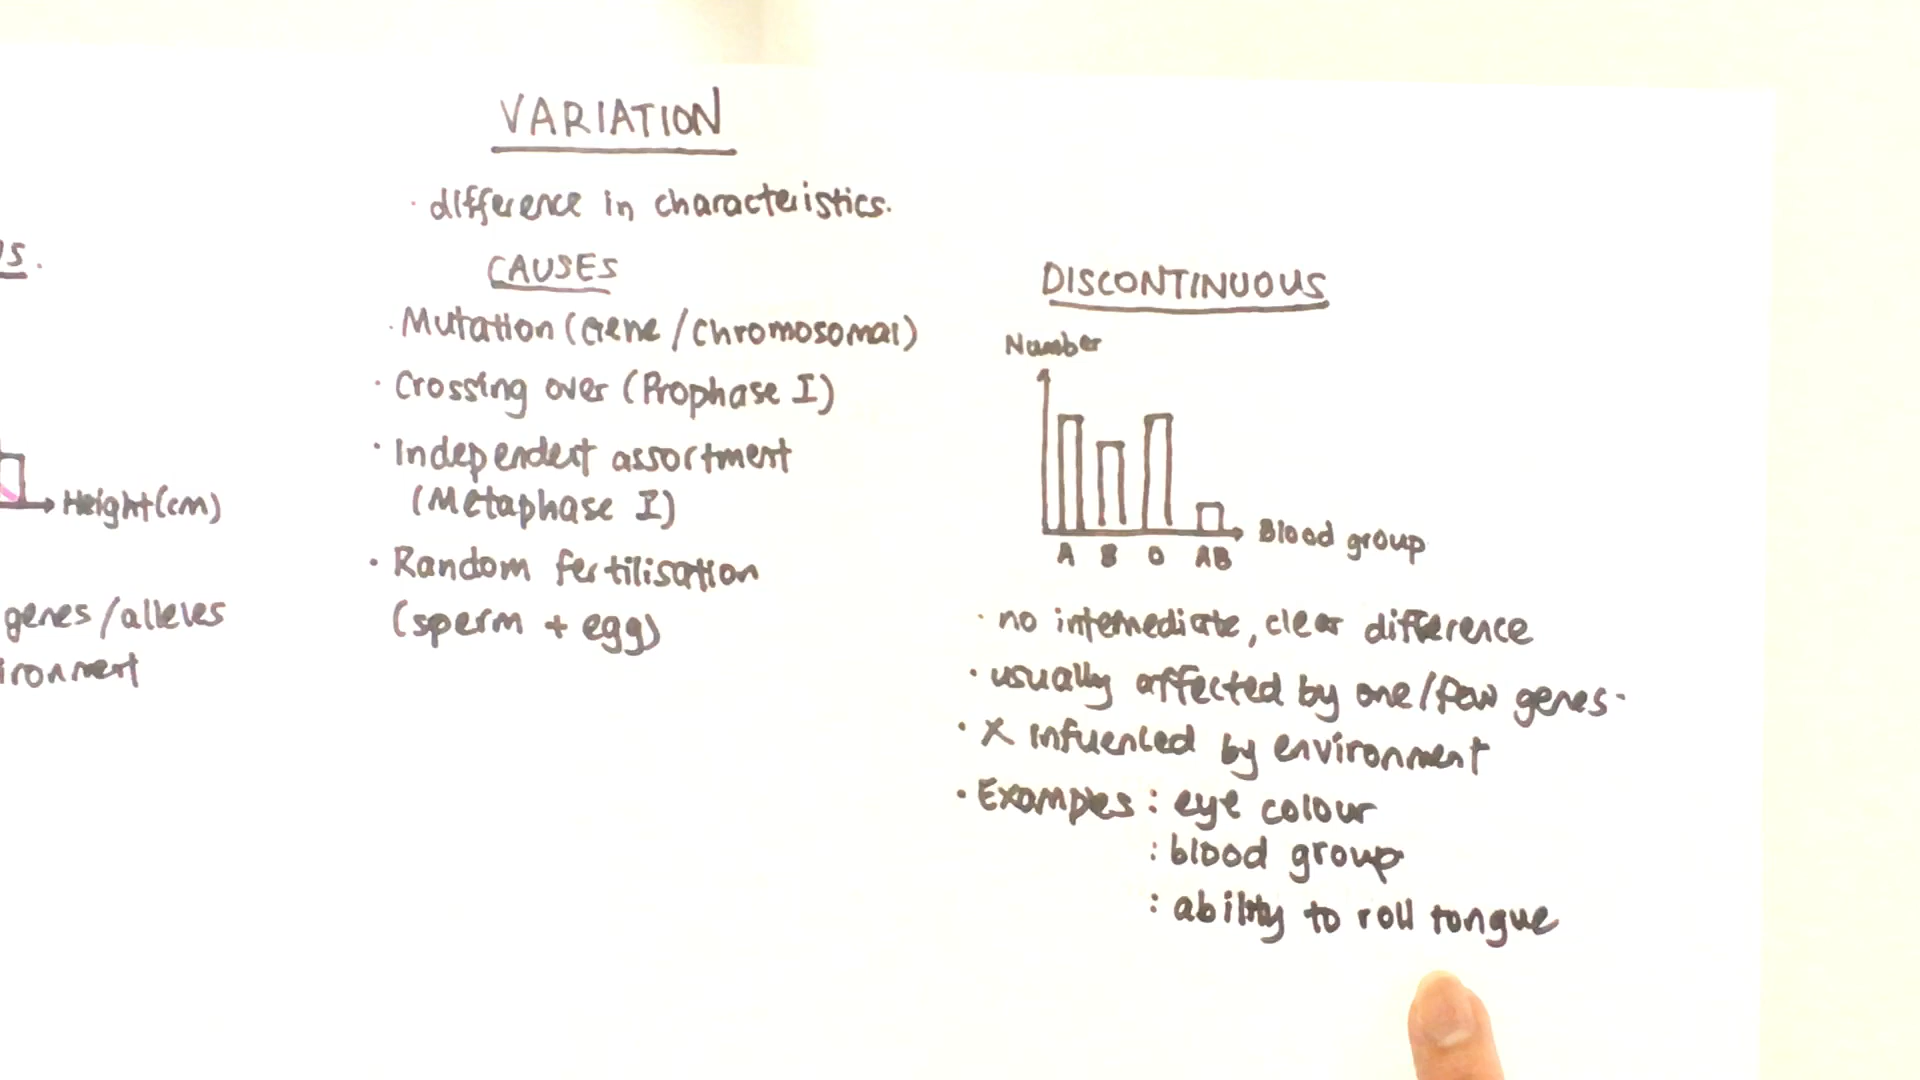 VARIATION
· difference in characteristics.
CAUSES
· Mutation (Gene / Chromosomal)
· Crossing over (Prophase I)
· Independent assortment
(Metaphase I)
· Random fertilisation
(sperm + egg)
Height (cm)
genes / alleles
DISCONTINUOUS
Number
A B O AB
Blood group
· no intermediate, clear difference
· usually affected by one / few genes.
· X infuenced by environment
· Examples : eye colour
: blood group
: ability to roll tongue